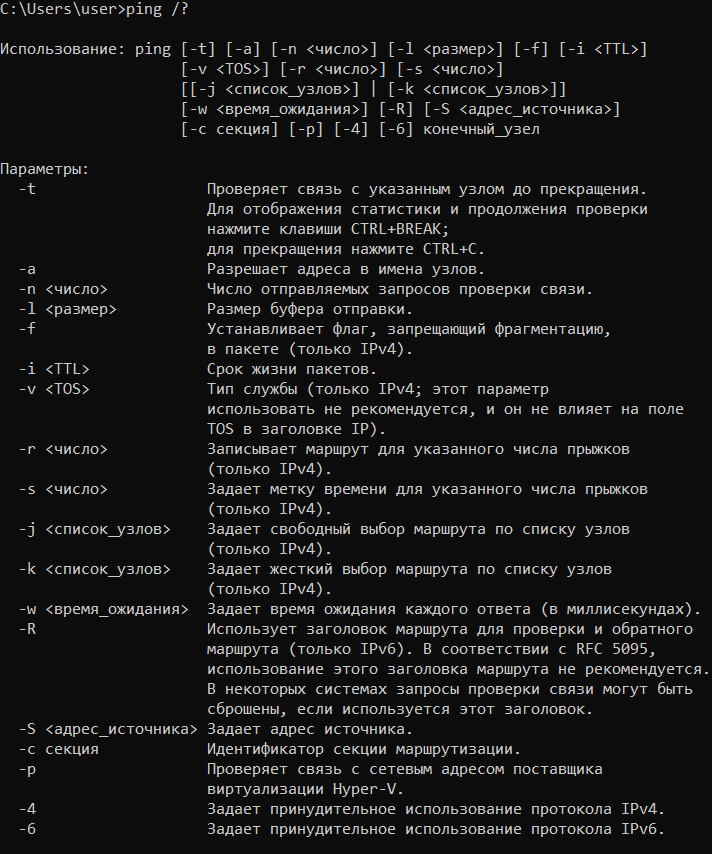 C:\Users\user>ping /?
Использование: ping [-t] [-a] [-n <число>] [-l <размер>] [-f] [-i <TTL>]
[-v <TOS>] [-r <число>] [-s <число>]
[[-j <список_узлов>] | [-k <список_узлов>]]
[-w <время_ожидания>] [-R] [-S <адрес_источника>]
[-c секция] [-p] [-4] [-6] конечный_узел
Параметры:
-t Проверяет связь с указанным узлом до прекращения.
Для отображения статистики и продолжения проверки
нажмите клавиши CTRL+BREAK;
для прекращения нажмите CTRL+C.
-a Разрешает адреса в имена узлов.
-n <число> Число отправляемых запросов проверки связи.
-l <размер> Размер буфера отправки.
-f Устанавливает флаг, запрещающий фрагментацию,
в пакете (только IPv4).
-i <TTL> Срок жизни пакетов.
-v <TOS> Тип службы (только IPv4; этот параметр
использовать не рекомендуется, и он не влияет на поле
TOS в заголовке IP).
-r <число> Записывает маршрут для указанного числа прыжков
(только IPv4).
-s <число> Задает метку времени для указанного числа прыжков
(только IPv4).
-j <список_узлов> Задает свободный выбор маршрута по списку узлов
(только IPv4).
-k <список_узлов> Задает жесткий выбор маршрута по списку узлов
(только IPv4).
-w <время_ожидания> Задает время ожидания каждого ответа (в миллисекундах).
-R Использует заголовок маршрута для проверки и обратного
маршрута (только IPv6). В соответствии с RFC 5095,
использование этого заголовка маршрута не рекомендуется.
В некоторых системах запросы проверки связи могут быть
сброшены, если используется этот заголовок.
-S <адрес_источника> Задает адрес источника.
-c секция Идентификатор секции маршрутизации.
-p Проверяет связь с сетевым адресом поставщика
виртуализации Hyper-V.
-4 Задает принудительное использование протокола IPv4.
-6 Задает принудительное использование протокола IPv6.